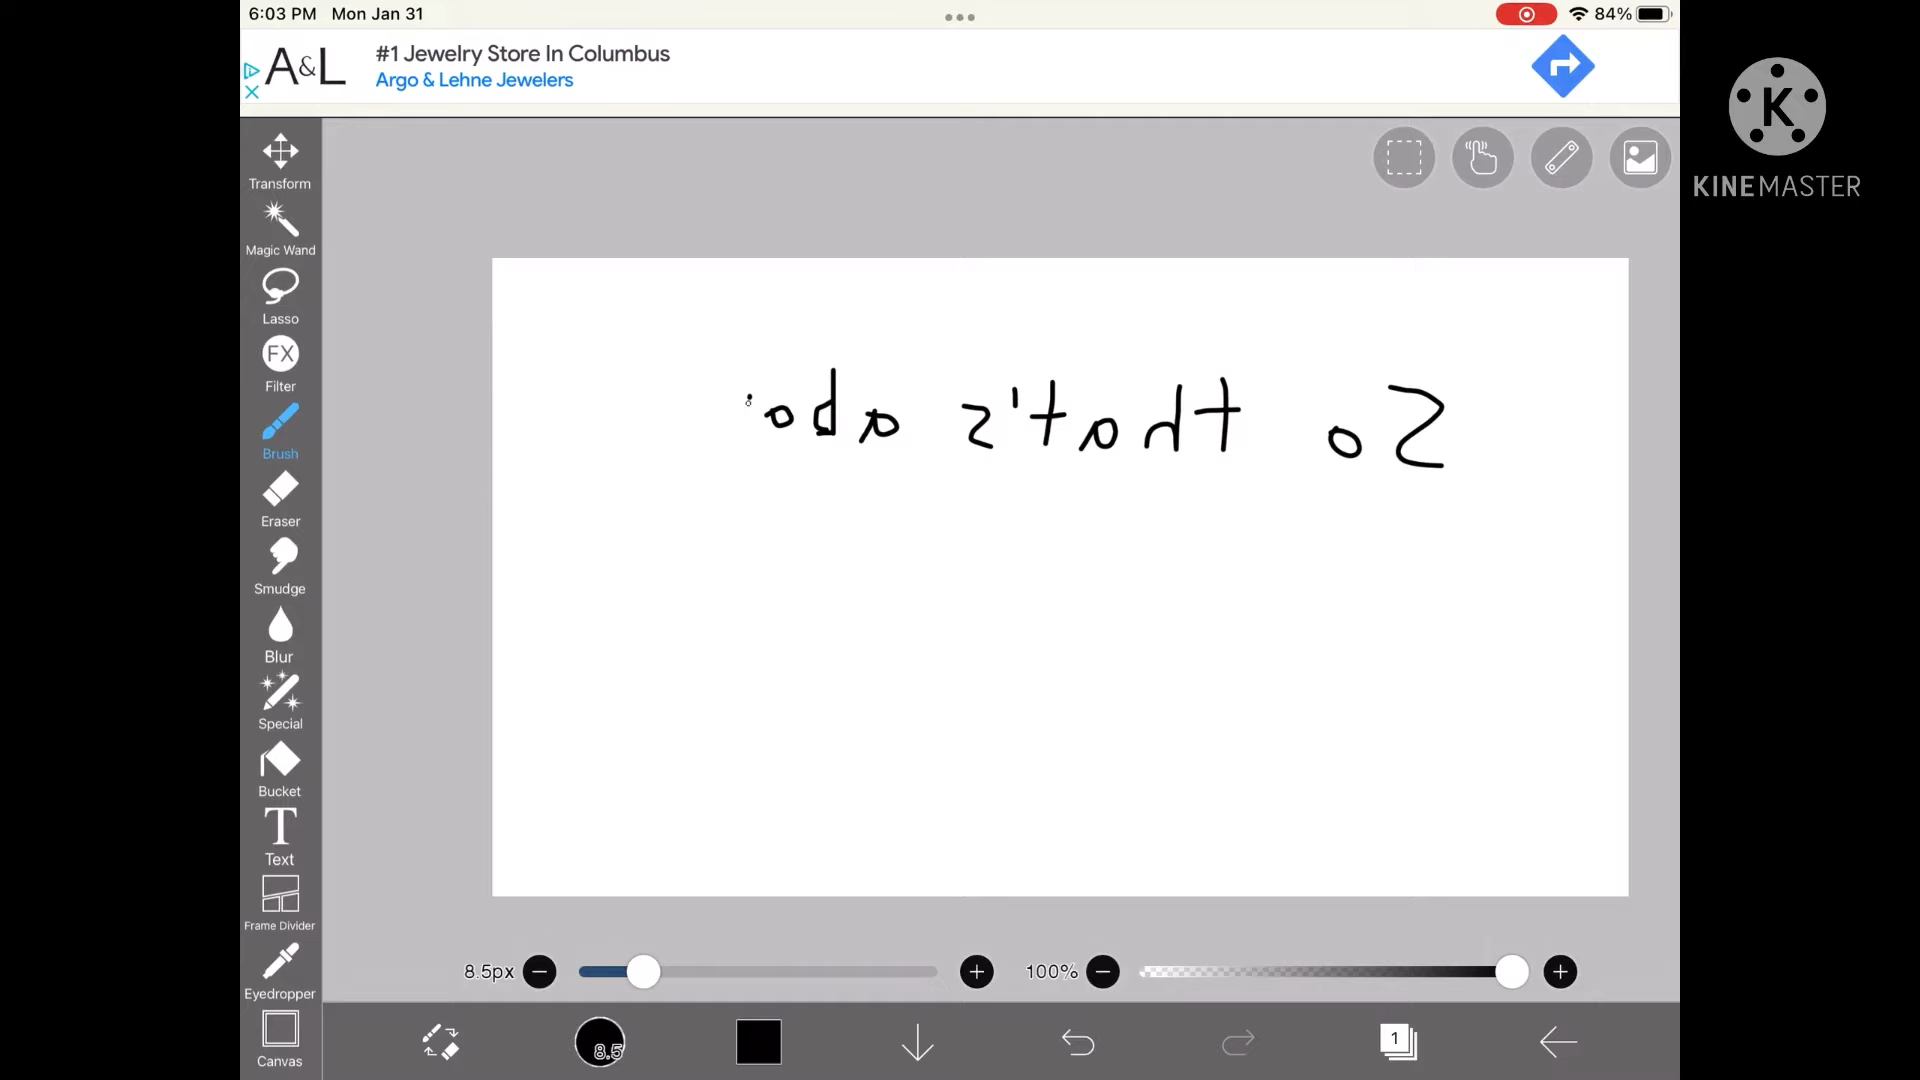 6:03 PM Mon Jan 31
84%
A&L
#1 Jewelry Store In Columbus
Argo & Lehne Jewelers
K
KINEMASTER
Transform
Magic Wand
Lasso
FX
Filter
Brush
Eraser
Smudge
Blur
Special
Bucket
T
Text
Frame Divider
Eyedropper
Canvas
So that's abo
8.5px
100%
8.5
1